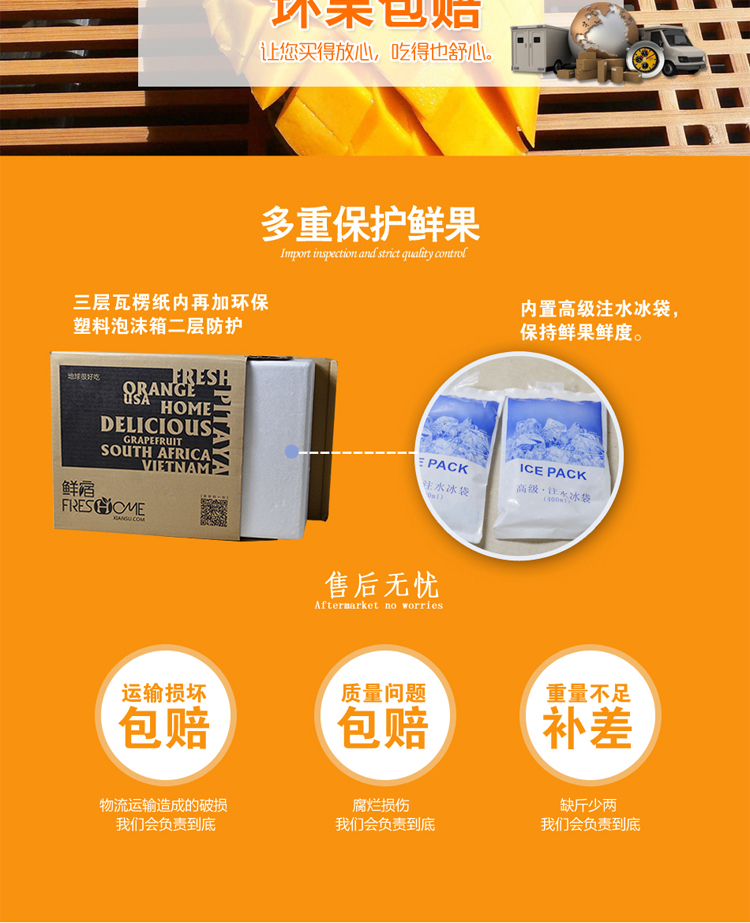 坏果包赔
让您买得放心，吃得也舒心。
多重保护鲜果
Import inspection and strict quality control
三层瓦楞纸内再加环保
塑料泡沫箱二层防护
内置高级注水冰袋，
保持鲜果鲜度。
地球很好吃
FRESH
ORANGE
USA
HOME
DELICIOUS
GRAPEFRUIT
SOUTH AFRICA
VIETNAM
PITAYA
鲜宿
FRESHOME
XIANSU.COM
E PACK
注水冰袋
ICE PACK
高级·注水冰袋
(400ml)
售后无忧
Aftermarket no worries
运输损坏
包赔
物流运输造成的破损
我们会负责到底
质量问题
包赔
腐烂损伤
我们会负责到底
重量不足
补差
缺斤少两
我们会负责到底